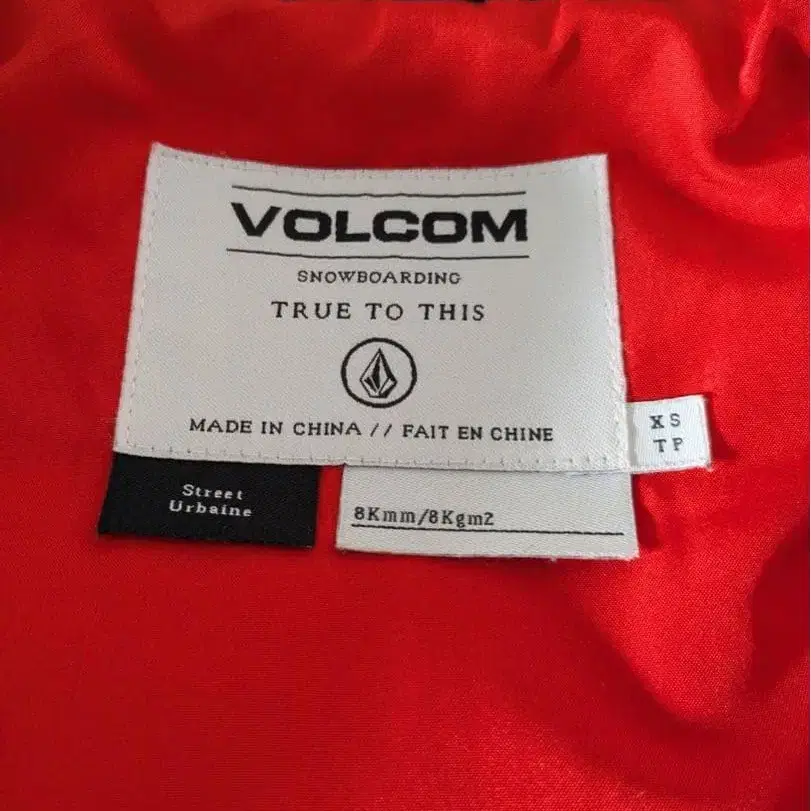 VOLCOM
SNOWBOARDING
TRUE TO THIS
MADE IN CHINA // FAIT EN CHINE
XS
TP
Street
Urbaine
8Kmm/8Kgm2